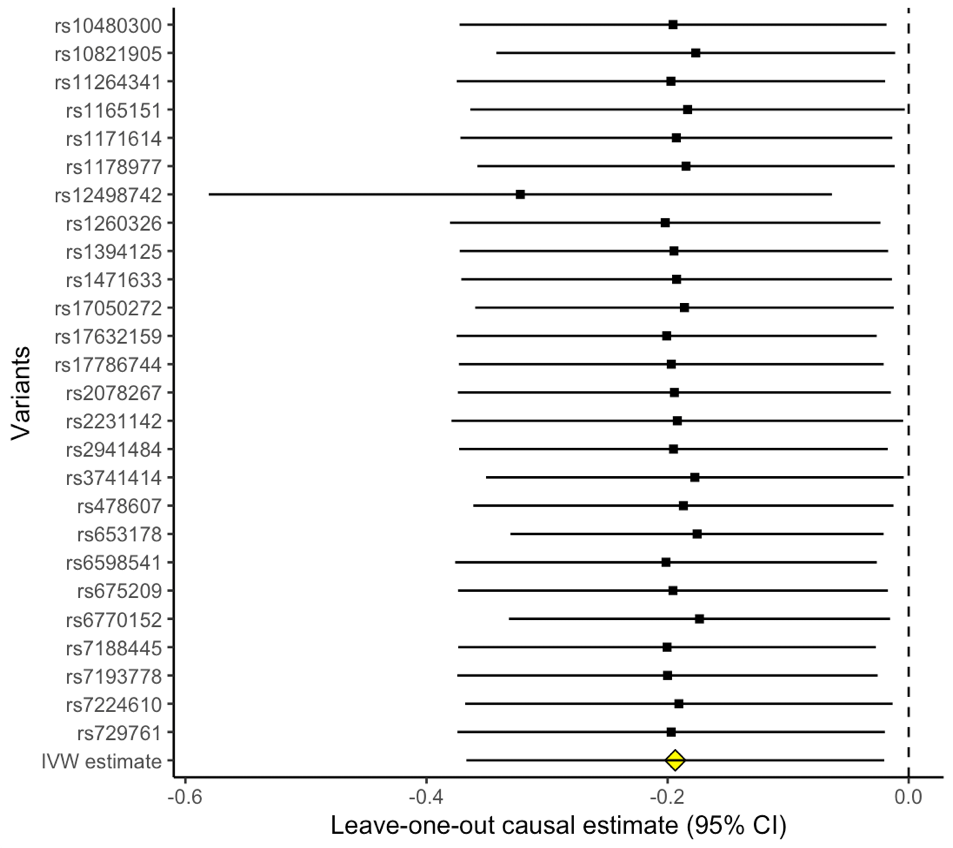 rs10480300
rs10821905
rs11264341
rs1165151
rs1171614
rs1178977
rs12498742
rs1260326
rs1394125
rs1471633
rs17050272
rs17632159
rs17786744
rs2078267
rs2231142
rs2941484
rs3741414
rs478607
rs653178
rs6598541
rs675209
rs6770152
rs7188445
rs7193778
rs7224610
rs729761
IVW estimate
Variants
-0.6 -0.4 -0.2 0.0
Leave-one-out causal estimate (95% CI)